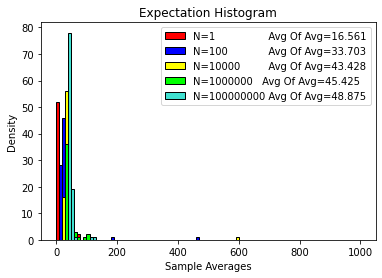 Expectation Histogram
N=1 Avg Of Avg=16.561
N=100 Avg Of Avg=33.703
N=10000 Avg Of Avg=43.428
N=1000000 Avg Of Avg=45.425
N=100000000 Avg Of Avg=48.875
80
70
60
50
40
30
20
10
0
Density
0 200 400 600 800 1000
Sample Averages